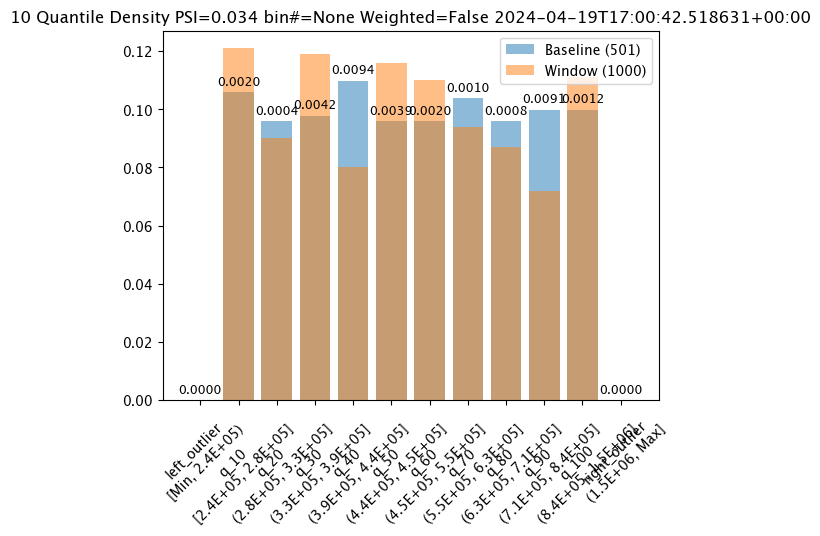 10 Quantile Density PSI=0.034 bin#=None Weighted=False 2024-04-19T17:00:42.518631+00:00
Baseline (501)
Window (1000)
0.12
0.10
0.08
0.06
0.04
0.02
0.00
0.0000
0.0020
0.0004
0.0042
0.0094
0.0039
0.0020
0.0010
0.0008
0.0091
0.0012
0.0000
left_outlier
[Min, 2.4E+05)
q_10
[2.4E+05, 2.8E+05]
q_20
(2.8E+05, 3.3E+05]
q_30
(3.3E+05, 3.9E+05]
q_40
(3.9E+05, 4.4E+05]
q_50
(4.4E+05, 4.5E+05]
q_60
(4.5E+05, 5.5E+05]
q_70
(5.5E+05, 6.3E+05]
q_80
(6.3E+05, 7.1E+05]
q_90
(7.1E+05, 8.4E+05]
q_100
(8.4E+05, 1.5E+06]
right_outlier
(1.5E+06, Max]